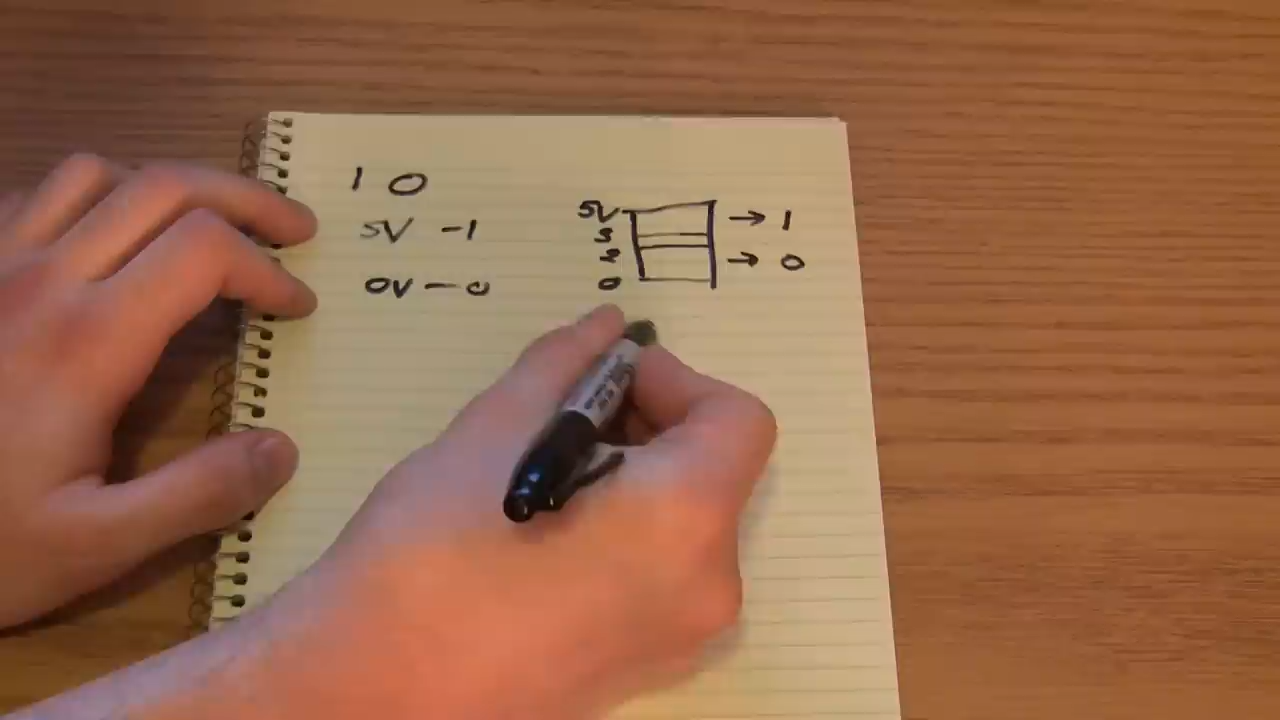 1 0
5V - 1
0V - 0
5V → 1
3
2 → 0
0